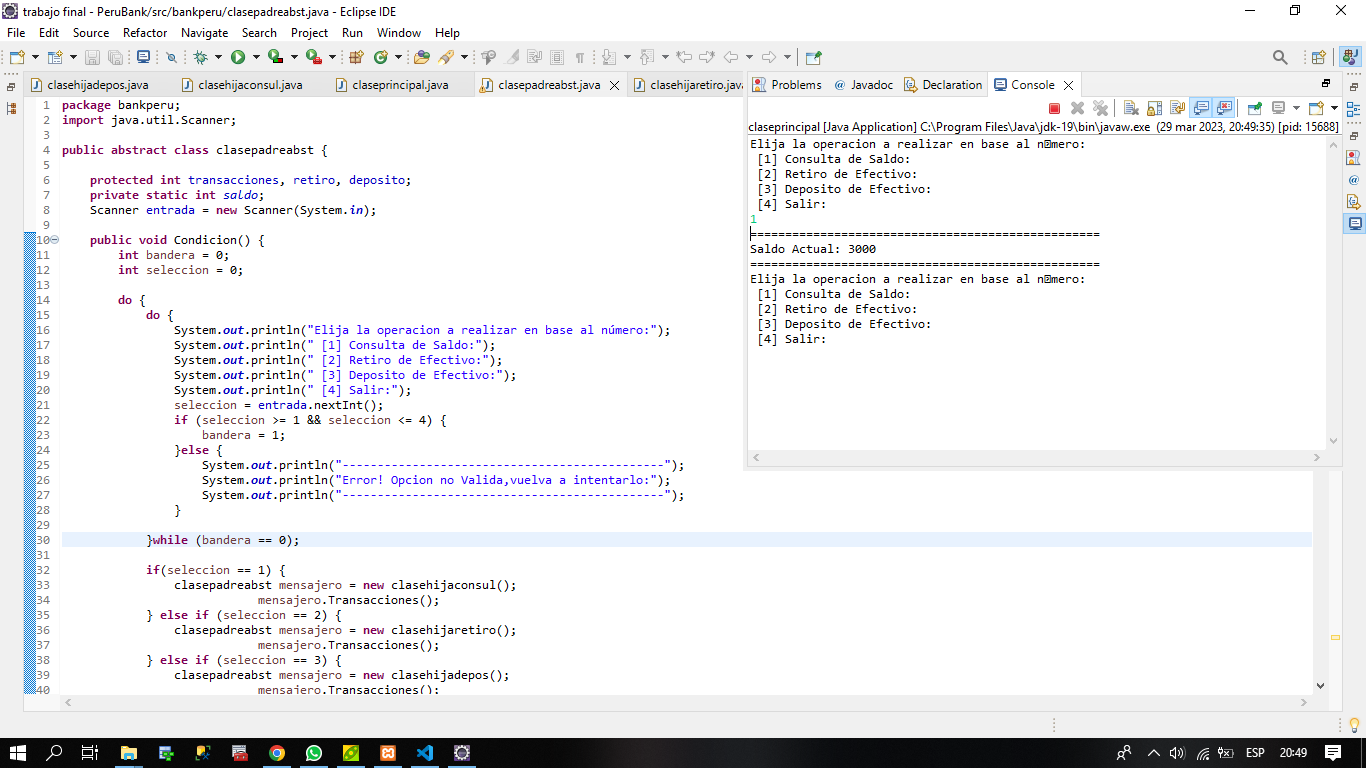 trabajo final - PeruBank/src/bankperu/clasepadreabst.java - Eclipse IDE
File Edit Source Refactor Navigate Search Project Run Window Help
clasehijadepos.java clasehijaconsul.java claseprincipal.java clasepadreabst.java clasehijaretiro.java
1 package bankperu;
2 import java.util.Scanner;
3
4 public abstract class clasepadreabst {
5
6 protected int transacciones, retiro, deposito;
7 private static int saldo;
8 Scanner entrada = new Scanner(System.in);
9
10 public void Condicion() {
11 int bandera = 0;
12 int seleccion = 0;
13
14 do {
15 do {
16 System.out.println("Elija la operacion a realizar en base al número:");
17 System.out.println(" [1] Consulta de Saldo:");
18 System.out.println(" [2] Retiro de Efectivo:");
19 System.out.println(" [3] Deposito de Efectivo:");
20 System.out.println(" [4] Salir:");
21 seleccion = entrada.nextInt();
22 if (seleccion >= 1 && seleccion <= 4) {
23 bandera = 1;
24 }else {
25 System.out.println("----------------------------------------------");
26 System.out.println("Error! Opcion no Valida,vuelva a intentarlo:");
27 System.out.println("----------------------------------------------");
28 }
29
30 }while (bandera == 0);
31
32 if(seleccion == 1) {
33 clasepadreabst mensajero = new clasehijaconsul();
34 mensajero.Transacciones();
35 } else if (seleccion == 2) {
36 clasepadreabst mensajero = new clasehijaretiro();
37 mensajero.Transacciones();
38 } else if (seleccion == 3) {
39 clasepadreabst mensajero = new clasehijadepos();
40 mensajero.Transacciones();
Problems Javadoc Declaration Console
claseprincipal [Java Application] C:\Program Files\Java\jdk-19\bin\javaw.exe (29 mar 2023, 20:49:35) [pid: 15688]
Elija la operacion a realizar en base al n�mero:
[1] Consulta de Saldo:
[2] Retiro de Efectivo:
[3] Deposito de Efectivo:
[4] Salir:
1
==================================================
Saldo Actual: 3000
==================================================
Elija la operacion a realizar en base al n�mero:
[1] Consulta de Saldo:
[2] Retiro de Efectivo:
[3] Deposito de Efectivo:
[4] Salir:
ESP 20:49